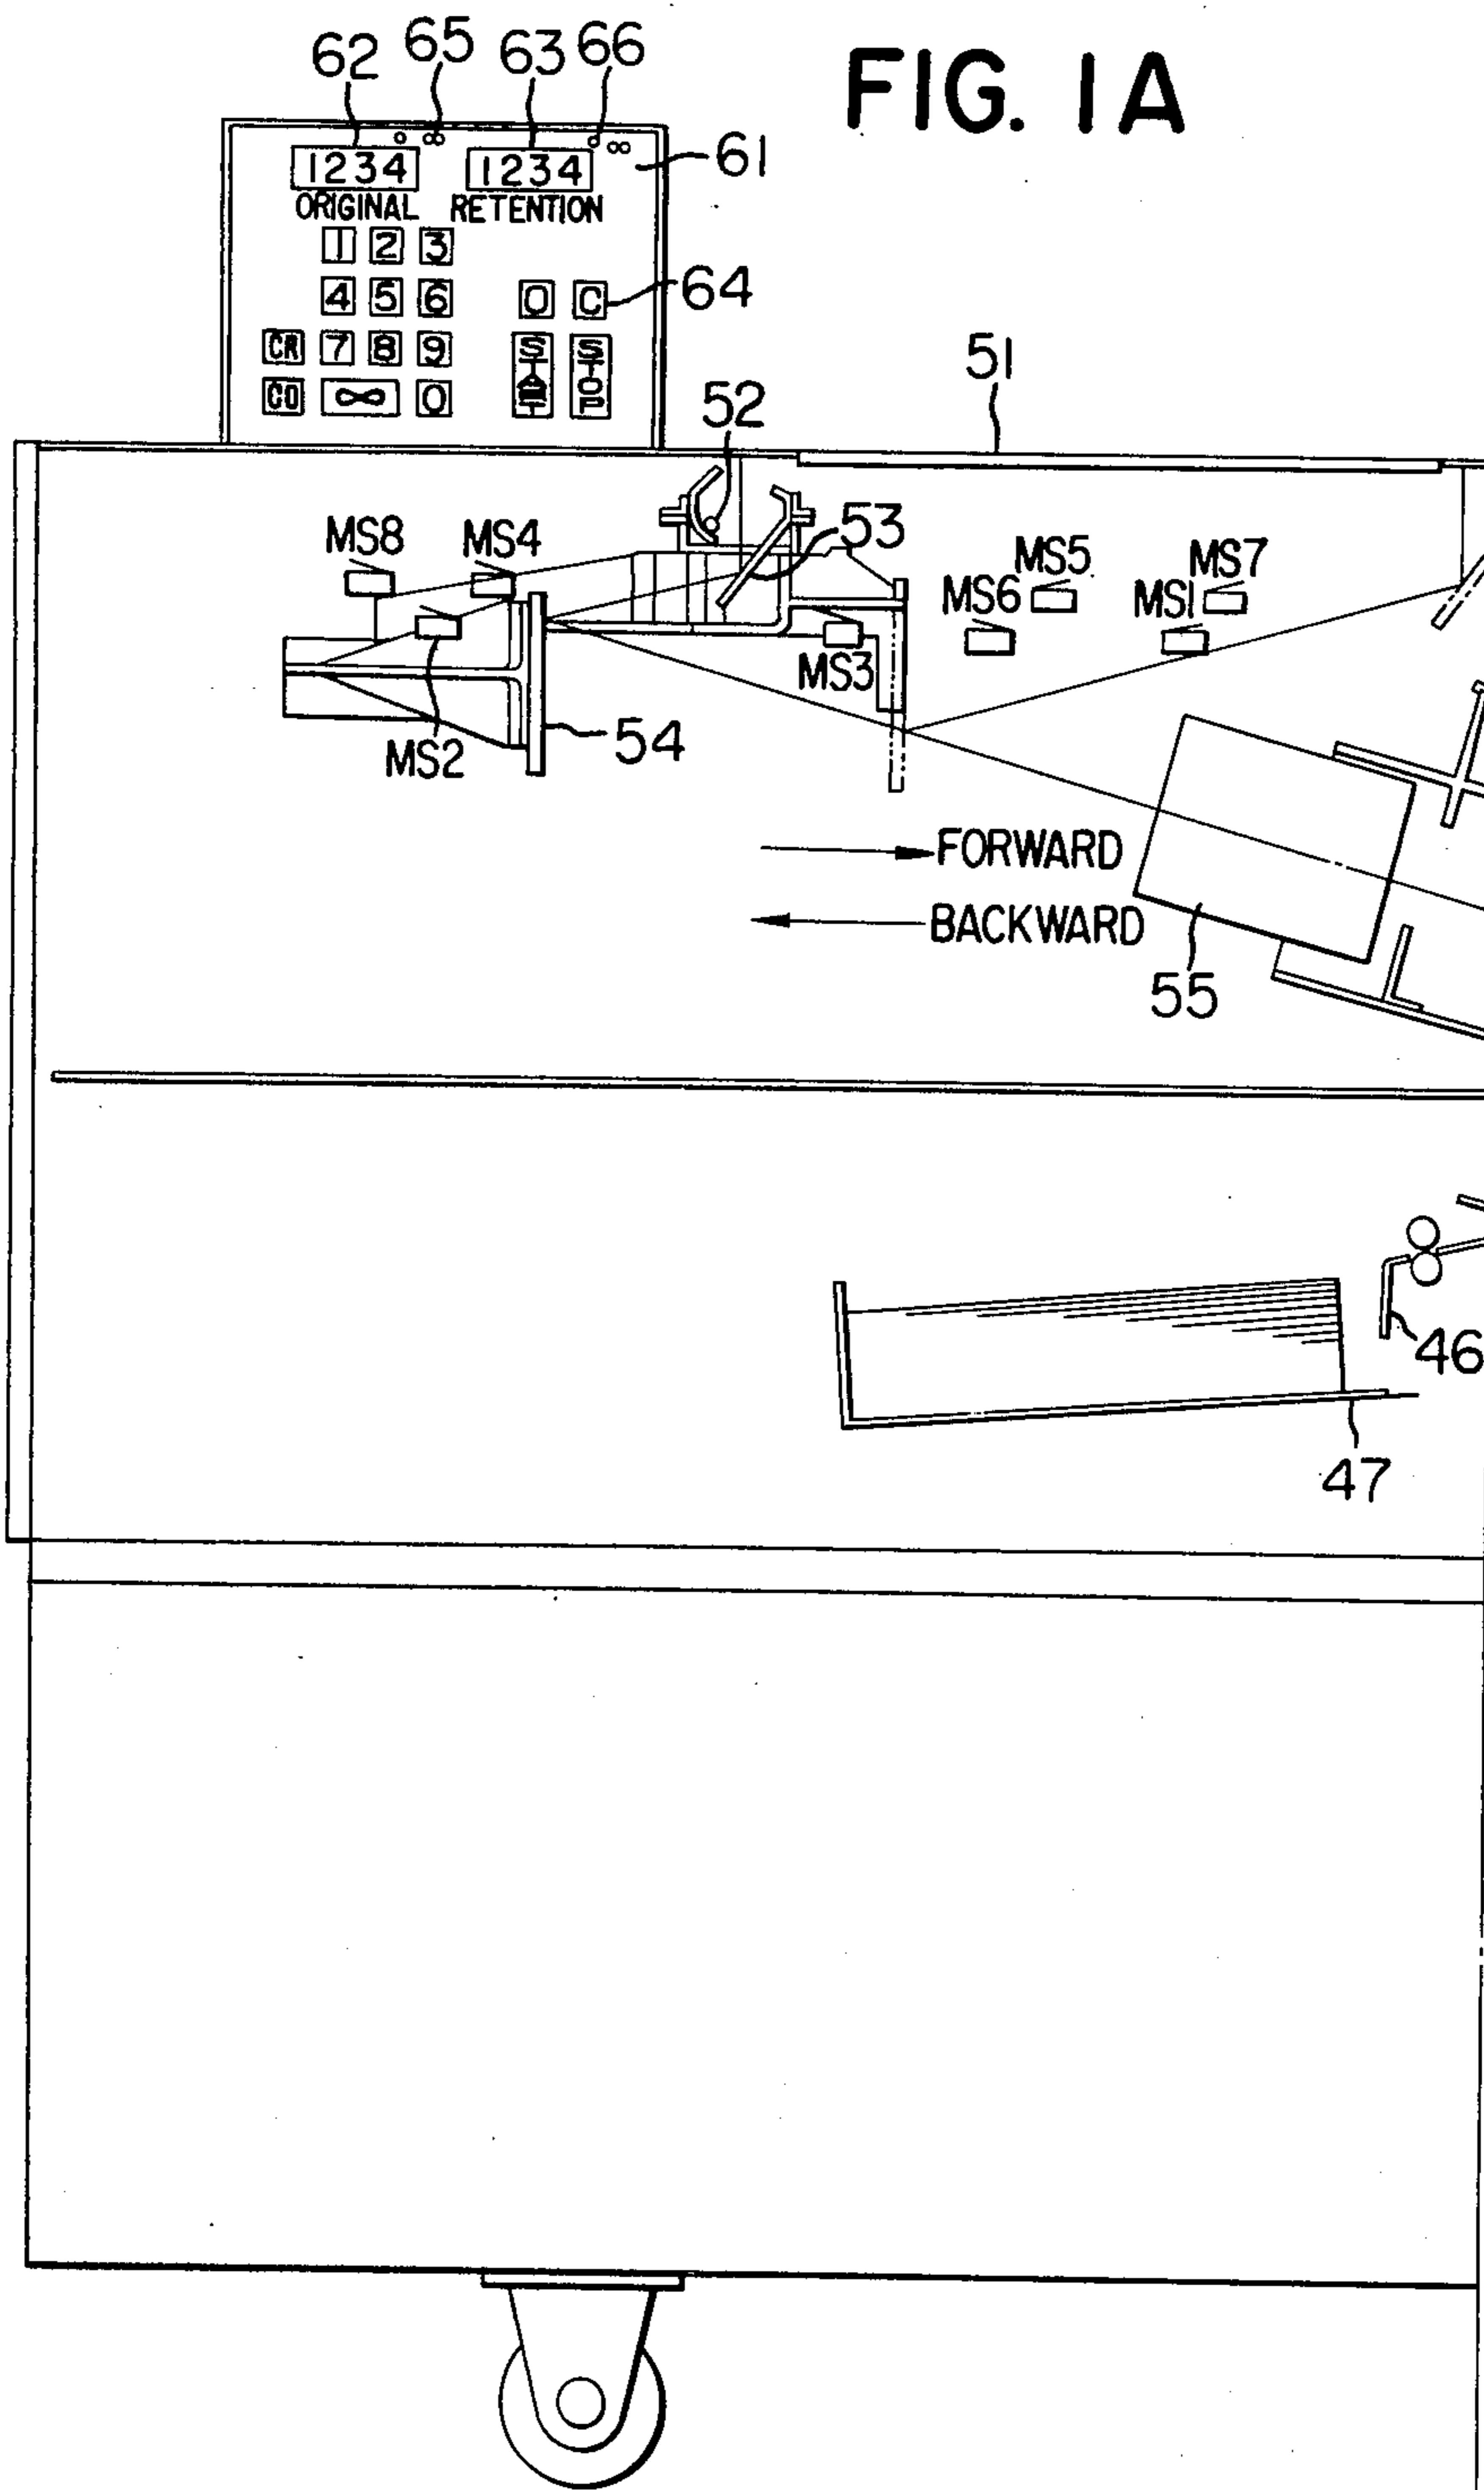 FIG. 1A
62 65 63 66
1234 1234 61
ORIGINAL RETENTION
1 2 3
4 5 6 O C 64
CR 7 8 9 START STOP
CO ∞ 0
51
52
53
MS8 MS4 MS5 MS7
MS6 MS1
MS3
MS2 54
FORWARD
BACKWARD
55
46
47